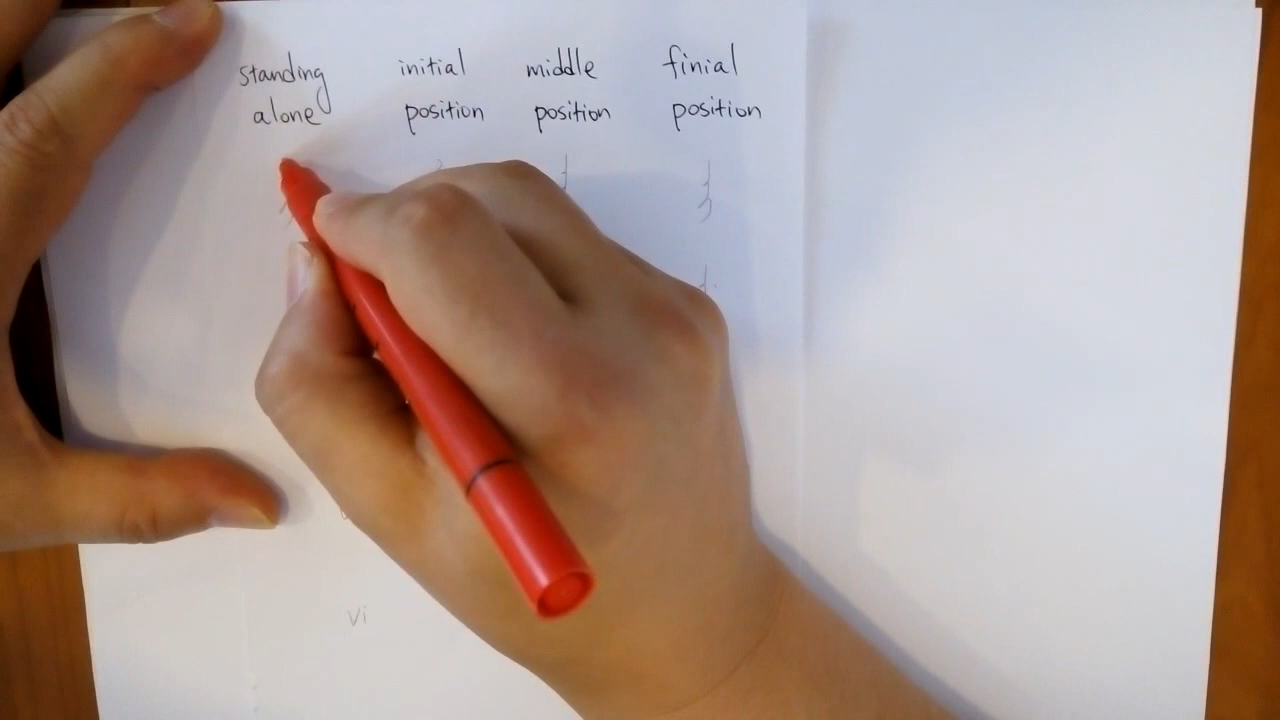 standing initial middle finial
alone position position position
Vi